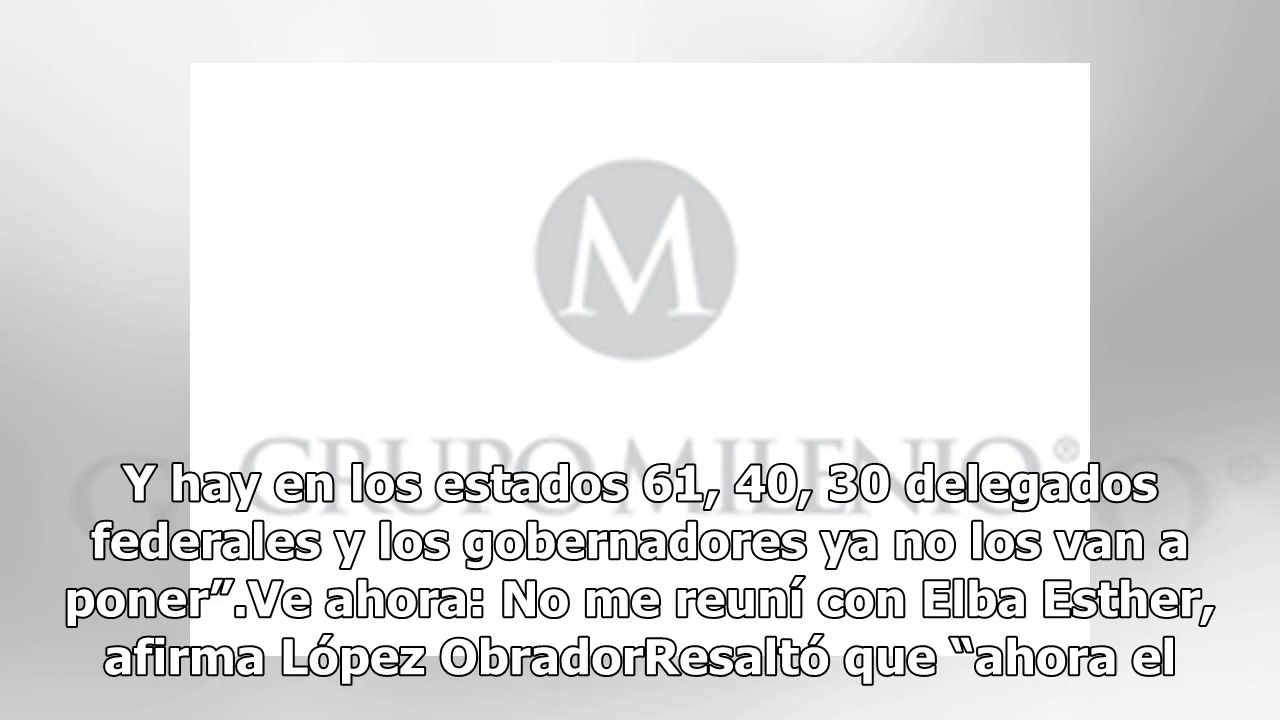 M
GRUPO MILENIO®
Y hay en los estados 61, 40, 30 delegados
federales y los gobernadores ya no los van a
poner”.Ve ahora: No me reuní con Elba Esther,
afirma López ObradorResaltó que “ahora el